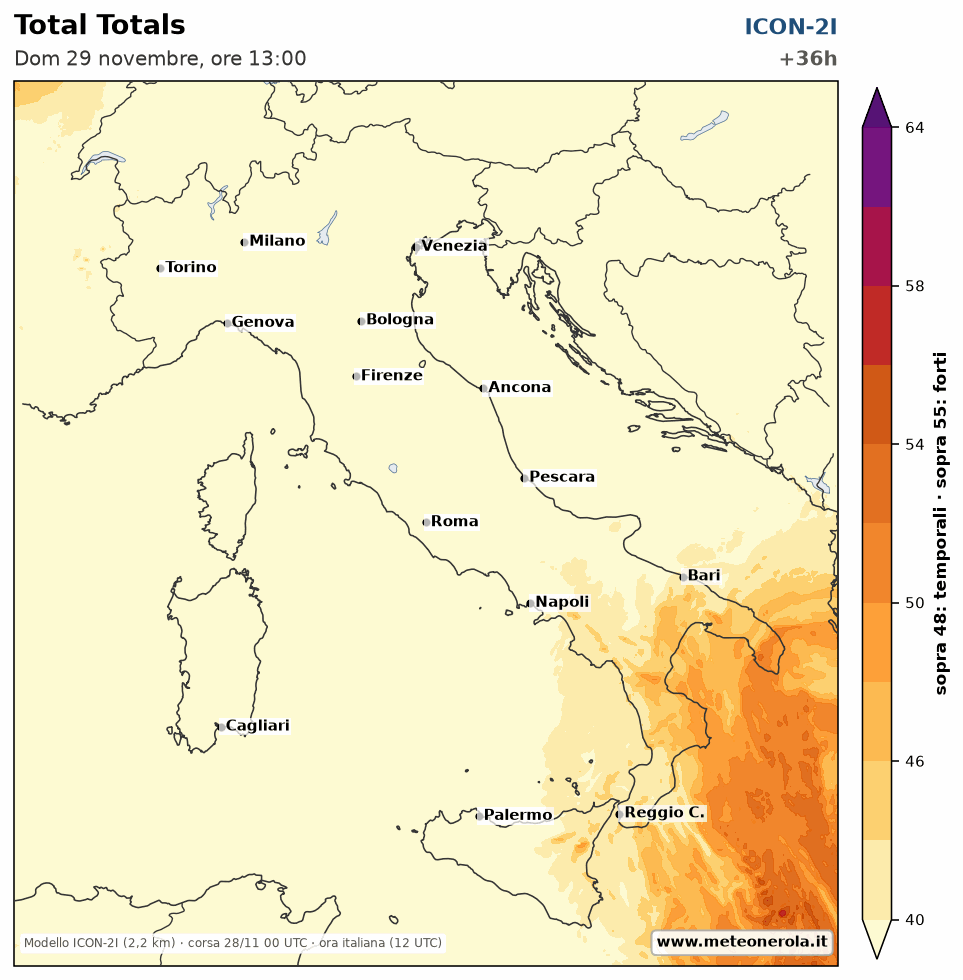 Total Totals
ICON-2I
Dom 29 novembre, ore 13:00
+36h
64
58
54
50
46
40
sopra 48: temporali · sopra 55: forti
Milano
Venezia
Torino
Genova
Bologna
Firenze
Ancona
Pescara
Roma
Bari
Napoli
Cagliari
Palermo
Reggio C.
Modello ICON-2I (2,2 km) · corsa 28/11 00 UTC · ora italiana (12 UTC)
www.meteonerola.it